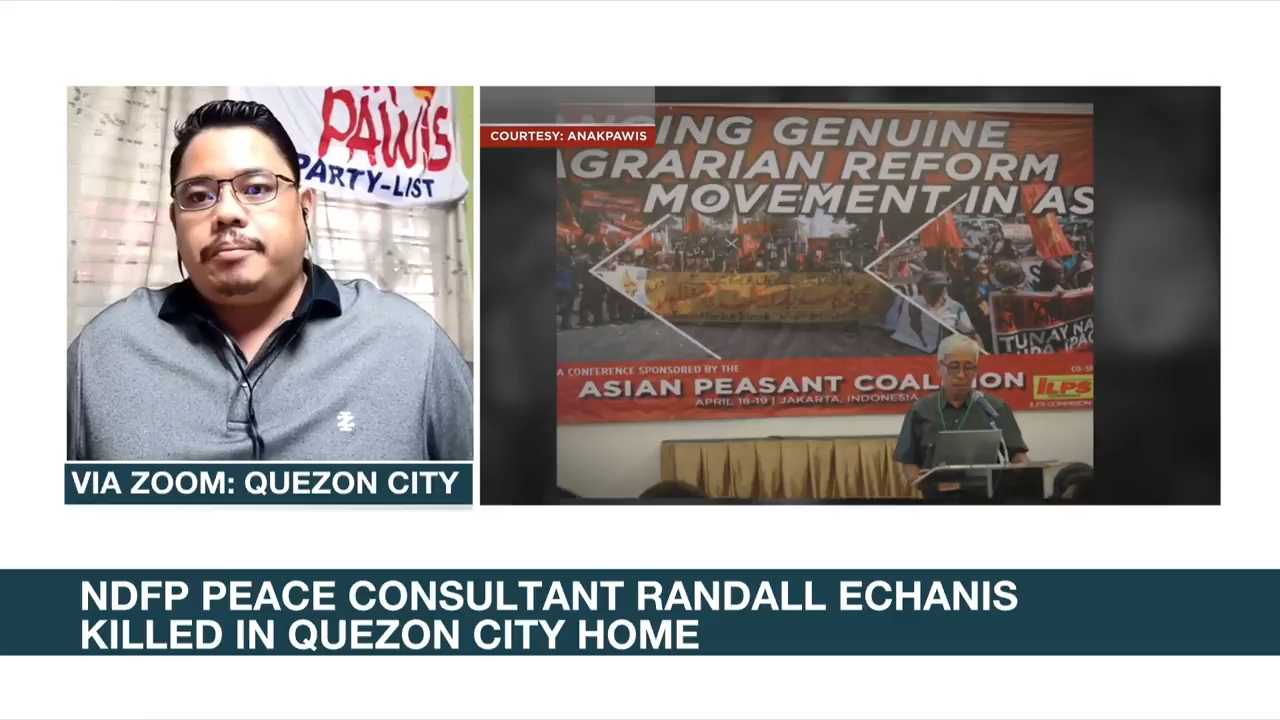 PAWIS
PARTY-LIST
VIA ZOOM: QUEZON CITY
COURTESY: ANAKPAWIS
GENUINE
AGRARIAN REFORM
MOVEMENT IN AS
TUNAY NA
A CONFERENCE SPONSORED BY THE
ASIAN PEASANT COALITION
APRIL 18-19 | JAKARTA, INDONESIA
ILPS
NDFP PEACE CONSULTANT RANDALL ECHANIS
KILLED IN QUEZON CITY HOME